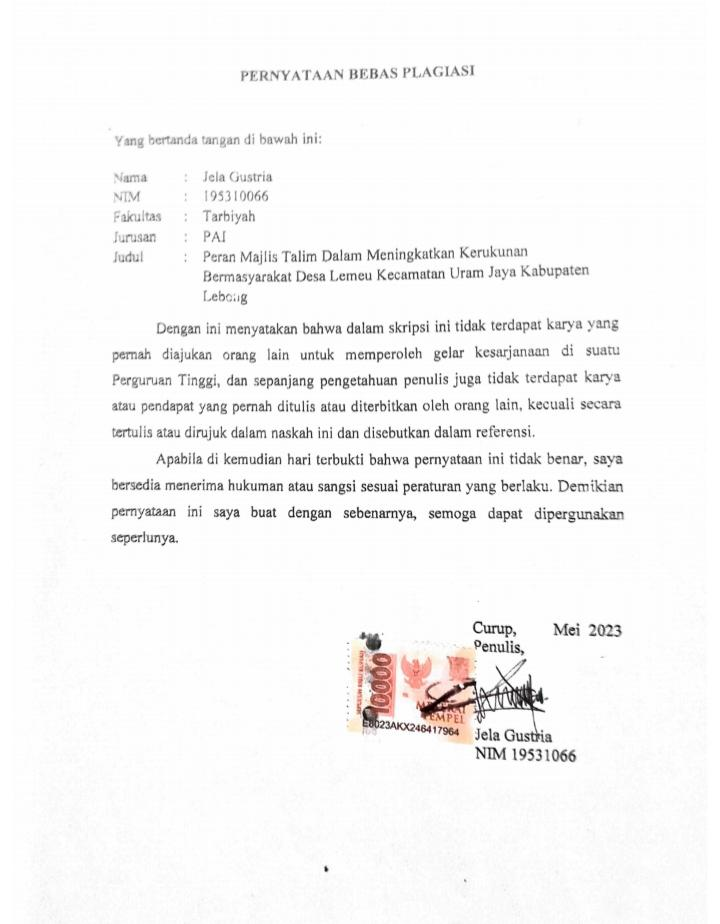 PERNYATAAN BEBAS PLAGIASI
Yang bertanda tangan di bawah ini:
Nama : Jela Gustria
NIM : 195310066
Fakultas : Tarbiyah
Jurusan : PAI
Judul : Peran Majlis Talim Dalam Meningkatkan Kerukunan
Bermasyarakat Desa Lemeu Kecamatan Uram Jaya Kabupaten
Lebong
Dengan ini menyatakan bahwa dalam skripsi ini tidak terdapat karya yang
pernah diajukan orang lain untuk memperoleh gelar kesarjanaan di suatu
Perguruan Tinggi, dan sepanjang pengetahuan penulis juga tidak terdapat karya
atau pendapat yang pernah ditulis atau diterbitkan oleh orang lain, kecuali secara
tertulis atau dirujuk dalam naskah ini dan disebutkan dalam referensi.
Apabila di kemudian hari terbukti bahwa pernyataan ini tidak benar, saya
bersedia menerima hukuman atau sangsi sesuai peraturan yang berlaku. Demikian
pernyataan ini saya buat dengan sebenarnya, semoga dapat dipergunakan
seperlunya.
Curup, Mei 2023
Penulis,
10000
TEMPEL
E8023AKX246417964
Jela Gustria
NIM 19531066